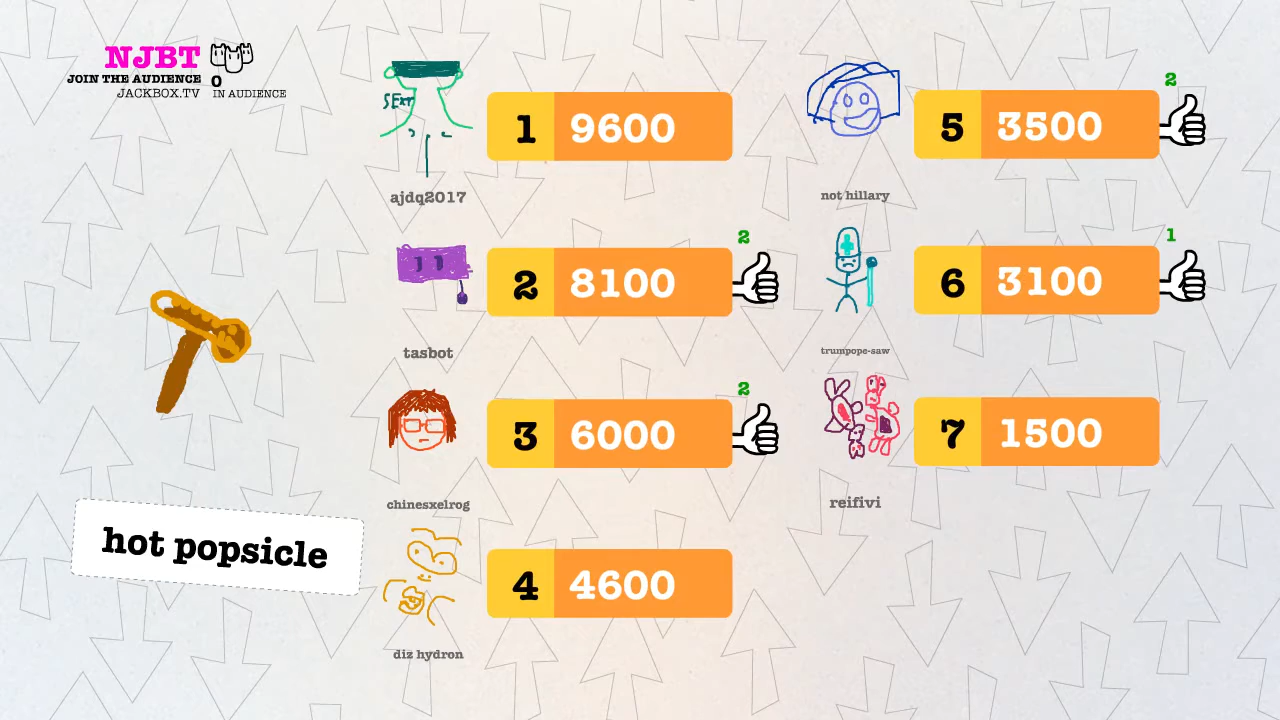 NJBT
JOIN THE AUDIENCE 0
JACKBOX.TV IN AUDIENCE
hot popsicle
1 9600
ajdq2017
2 8100
2
tasbot
3 6000
2
chinesxelrog
4 4600
diz hydron
5 3500
2
not hillary
6 3100
1
trumpope-saw
7 1500
reifivi